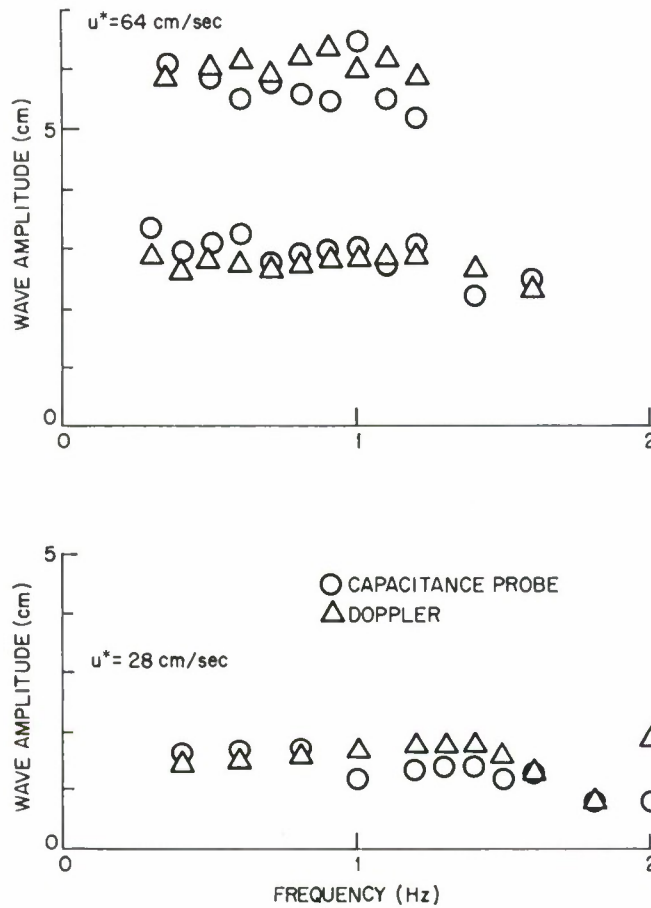 u*=64 cm/sec
WAVE AMPLITUDE (cm)
5
0
0
1
2
5
○ CAPACITANCE PROBE
△ DOPPLER
u*= 28 cm/sec
WAVE AMPLITUDE (cm)
0
0
1
2
FREQUENCY (Hz)